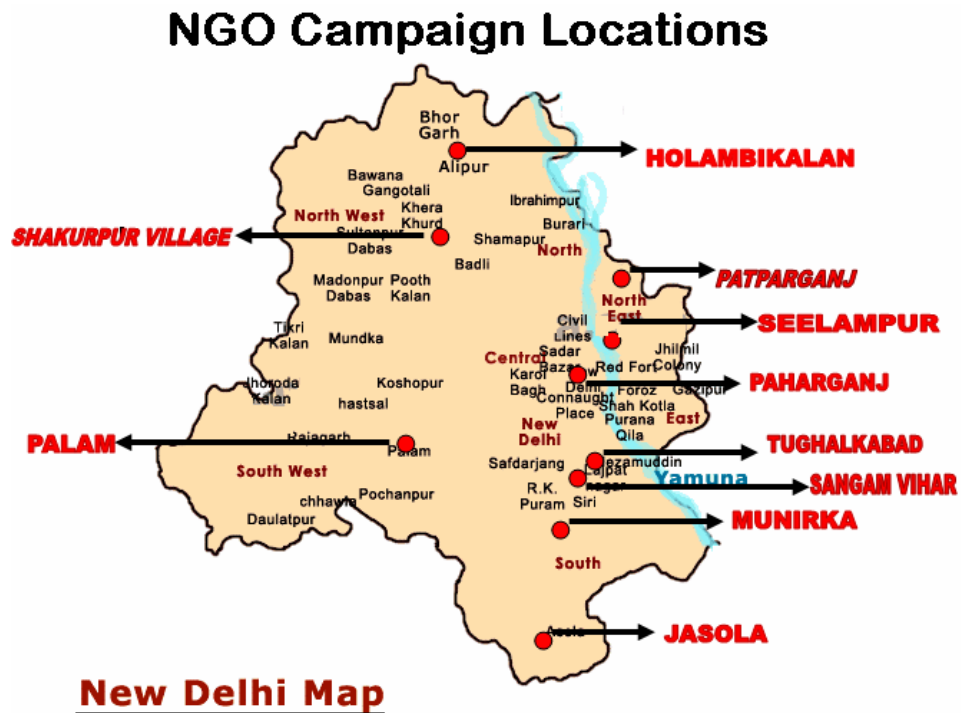 NGO Campaign Locations
Bhor
Garh
Alipur
HOLAMBIKALAN
Bawana
Gangotali
Ibrahimpur
North West
Khera
Khurd
Burari
SHAKURPUR VILLAGE
Sultanpur
Dabas
Shamapur
North
Badli
PATPARGANJ
Madonpur
Dabas
Pooth
Kalan
North
East
SEELAMPUR
Civil
Lines
Tikri
Kalan
Mundka
Sadar
Bazar
Jhilmil
Colony
Central
Karol
Bagh
Delhi
Red Fort
PAHARGANJ
Kalan
Koshopur
Connaught
Place
Foroz
Shah Kotla
Gazipur
hastsal
New
Delhi
Purana
Qila
East
PALAM
Rajagarh
Palam
TUGHALKABAD
South West
Safdarjang
Lajpat
Yamuna
SANGAM VIHAR
chhawla
Pochanpur
R.K.
Puram
Siri
Daulatpur
MUNIRKA
South
JASOLA
New Delhi Map